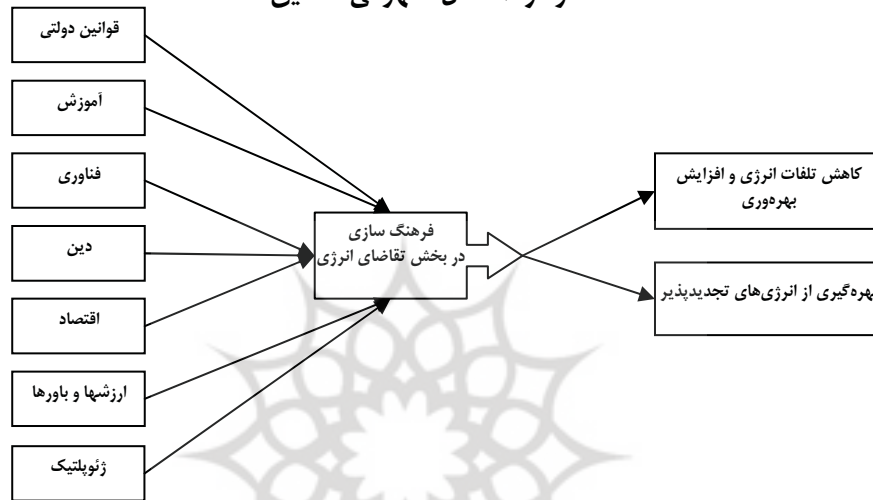 قوانین دولتی
آموزش
فناوری
دین
اقتصاد
ارزشها و باورها
ژئوپلتیک
فرهنگ سازی
در بخش تقاضای انرژی
کاهش تلفات انرژی و افزایش
بهره‌وری
بهره‌گیری از انرژی‌های تجدیدپذیر